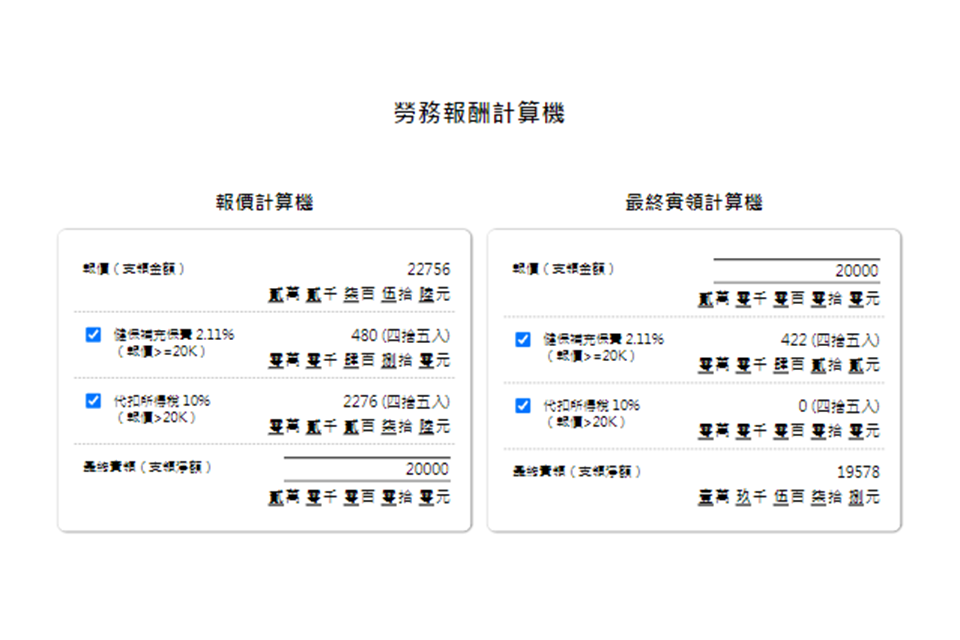 勞務報酬計算機
報價計算機
報價（支領金額） 22756
貳萬 貳千 柒百 伍拾 陸元
健保補充保費 2.11% 480 (四捨五入)
（報價>=20K）
零萬 零千 肆百 捌拾 零元
代扣所得稅 10% 2276 (四捨五入)
（報價>20K）
零萬 貳千 貳百 柒拾 陸元
最終實領（支領淨額） 20000
貳萬 零千 零百 零拾 零元
最終實領計算機
報價（支領金額） 20000
貳萬 零千 零百 零拾 零元
健保補充保費 2.11% 422 (四捨五入)
（報價>=20K）
零萬 零千 肆百 貳拾 貳元
代扣所得稅 10% 0 (四捨五入)
（報價>20K）
零萬 零千 零百 零拾 零元
最終實領（支領淨額） 19578
壹萬 玖千 伍百 柒拾 捌元